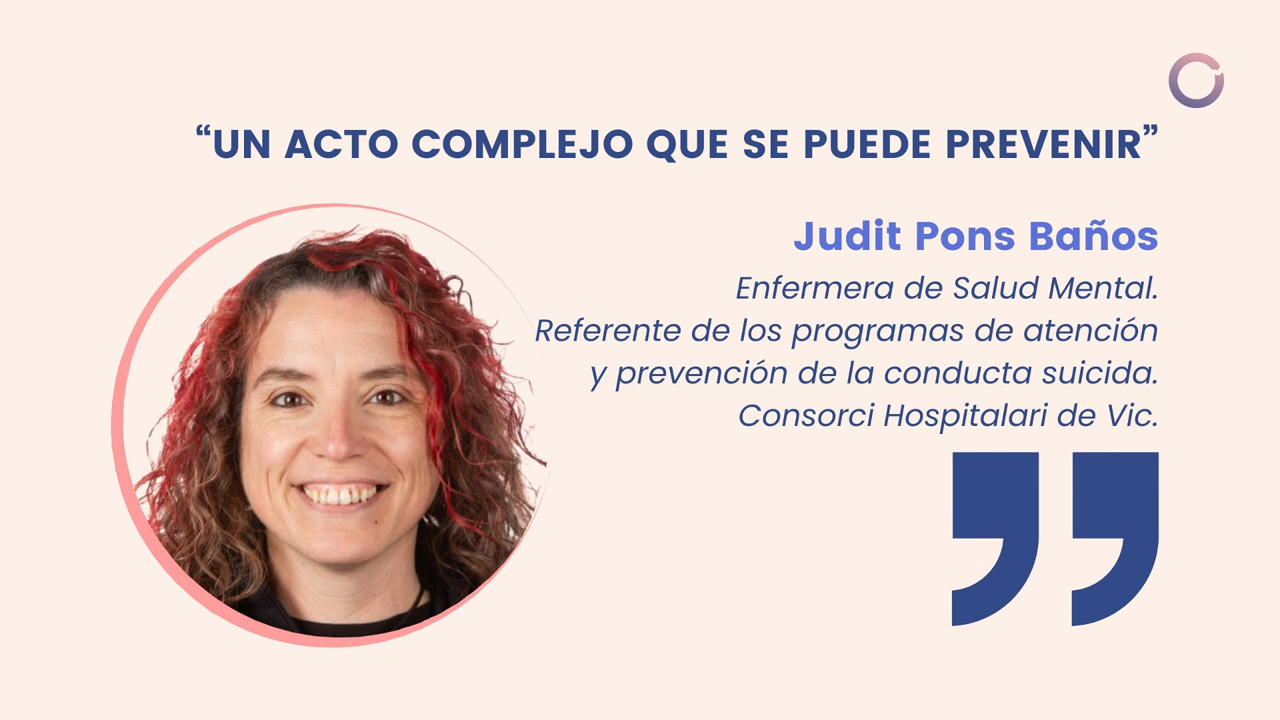 “UN ACTO COMPLEJO QUE SE PUEDE PREVENIR”
Judit Pons Baños
Enfermera de Salud Mental.
Referente de los programas de atención
y prevención de la conducta suicida.
Consorci Hospitalari de Vic.